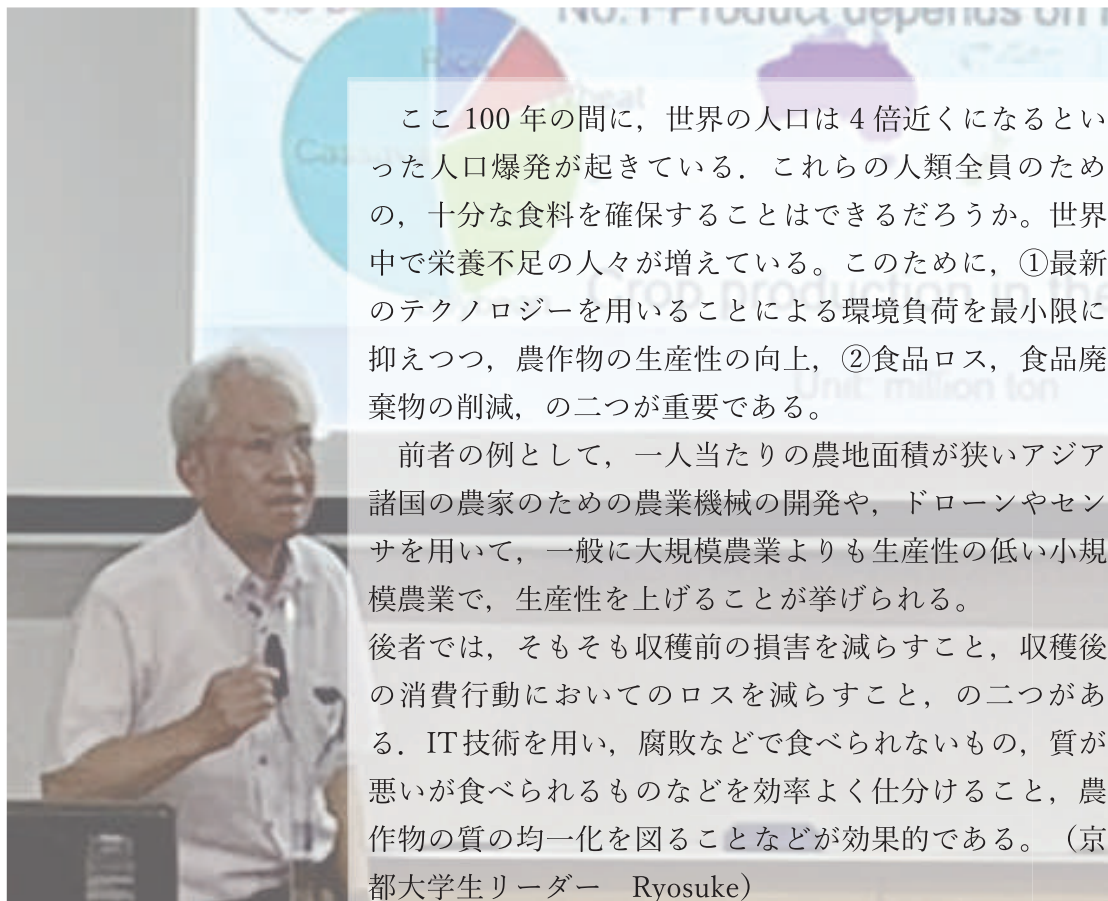 No.1-Product depends on
Rice
Wheat
Cassava
Crop production in the
Unit: million ton
ここ 100 年の間に，世界の人口は 4 倍近くになるとい
った人口爆発が起きている．これらの人類全員のため
の，十分な食料を確保することはできるだろうか。世界
中で栄養不足の人々が増えている。このために，①最新
のテクノロジーを用いることによる環境負荷を最小限に
抑えつつ，農作物の生産性の向上，②食品ロス，食品廃
棄物の削減，の二つが重要である。
前者の例として，一人当たりの農地面積が狭いアジア
諸国の農家のための農業機械の開発や，ドローンやセン
サを用いて，一般に大規模農業よりも生産性の低い小規
模農業で，生産性を上げることが挙げられる。
後者では，そもそも収穫前の損害を減らすこと，収穫後
の消費行動においてのロスを減らすこと，の二つがあ
る．IT技術を用い，腐敗などで食べられないもの，質が
悪いが食べられるものなどを効率よく仕分けること，農
作物の質の均一化を図ることなどが効果的である。（京
都大学生リーダー　Ryosuke）